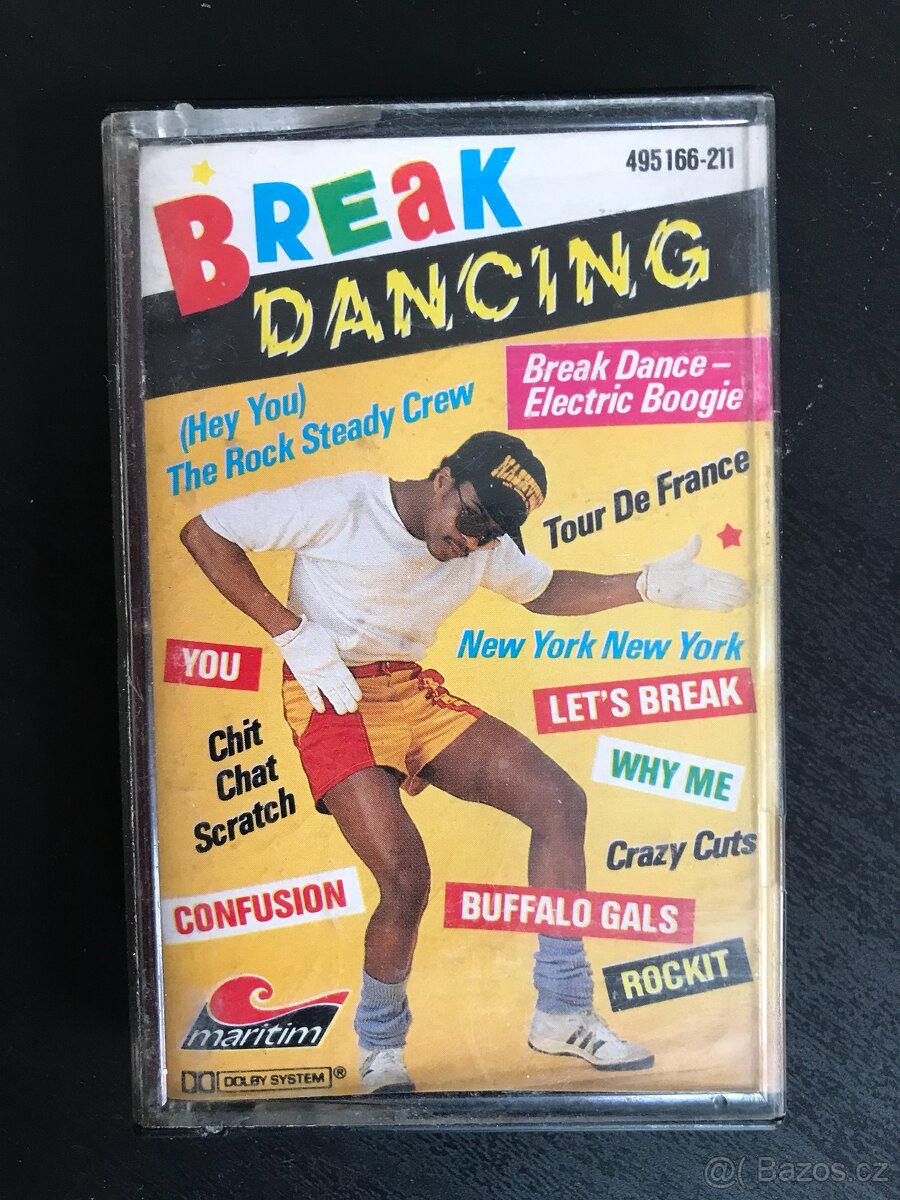 495 166-211
BREaK
DANCING
Break Dance –
Electric Boogie
(Hey You)
The Rock Steady Crew
Tour De France
New York New York
YOU
LET'S BREAK
Chit
Chat
Scratch
WHY ME
Crazy Cuts
CONFUSION
BUFFALO GALS
ROCKIT
maritim
DOLBY SYSTEM ®
@( Bazos.cz